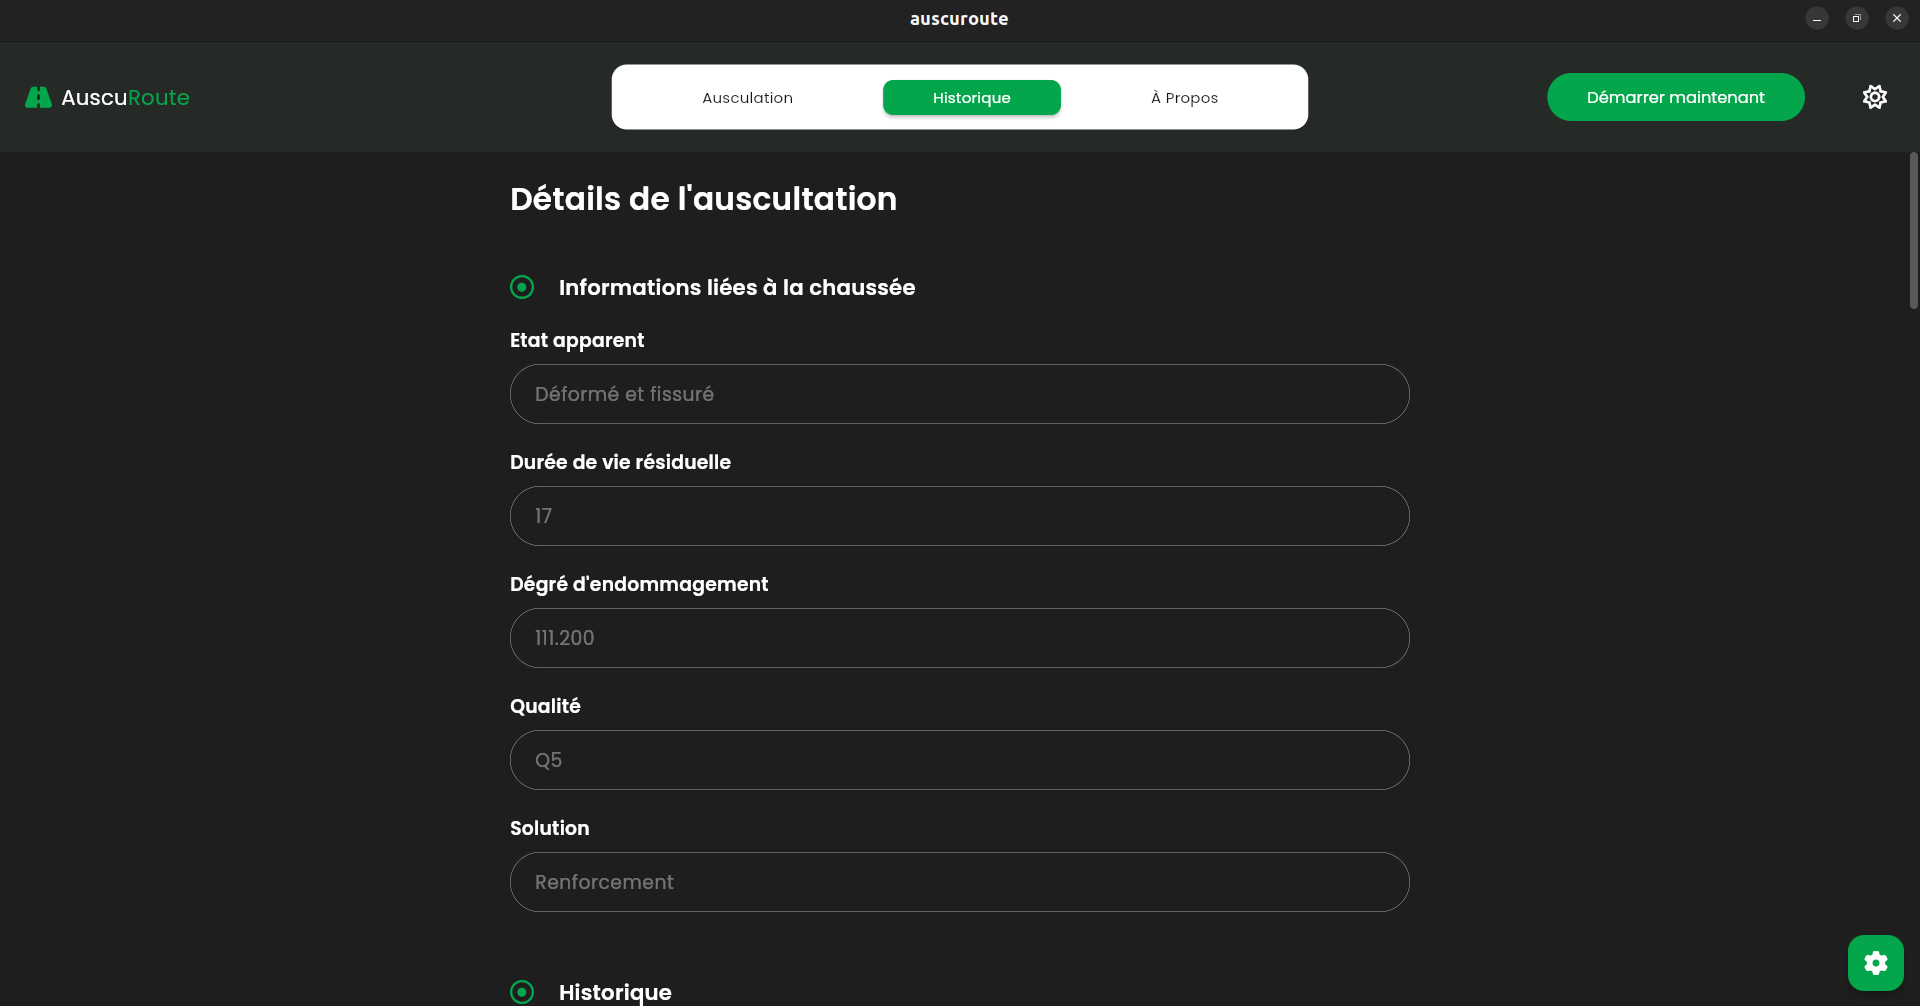 auscuroute
AuscuRoute
Ausculation
Historique
À Propos
Démarrer maintenant
Détails de l'auscultation
Informations liées à la chaussée
Etat apparent
Déformé et fissuré
Durée de vie résiduelle
17
Dégré d'endommagement
111.200
Qualité
Q5
Solution
Renforcement
Historique